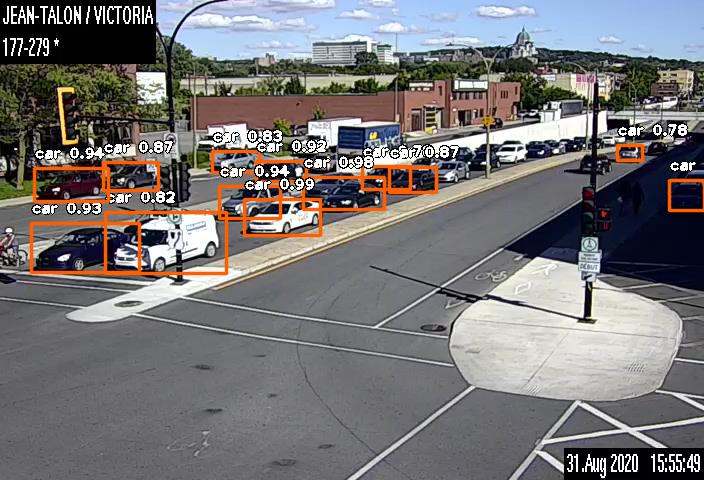 JEAN-TALON / VICTORIA
177-279 *
car 0.83
car 0.94
car 0.87
car 0.92
car 0.78
car 0.98
car 0.87
car
car 0.94
car 0.99
car 0.82
car 0.93
DÉBUT
31.Aug 2020 15:55:49